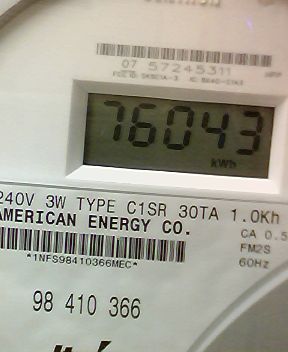 07 57245311
76043
kWh
240V 3W TYPE C1SR 30TA 1.0Kh
AMERICAN ENERGY CO.
CA 0.5
*1NFS98410366MEC*
FM2S
60Hz
98 410 366